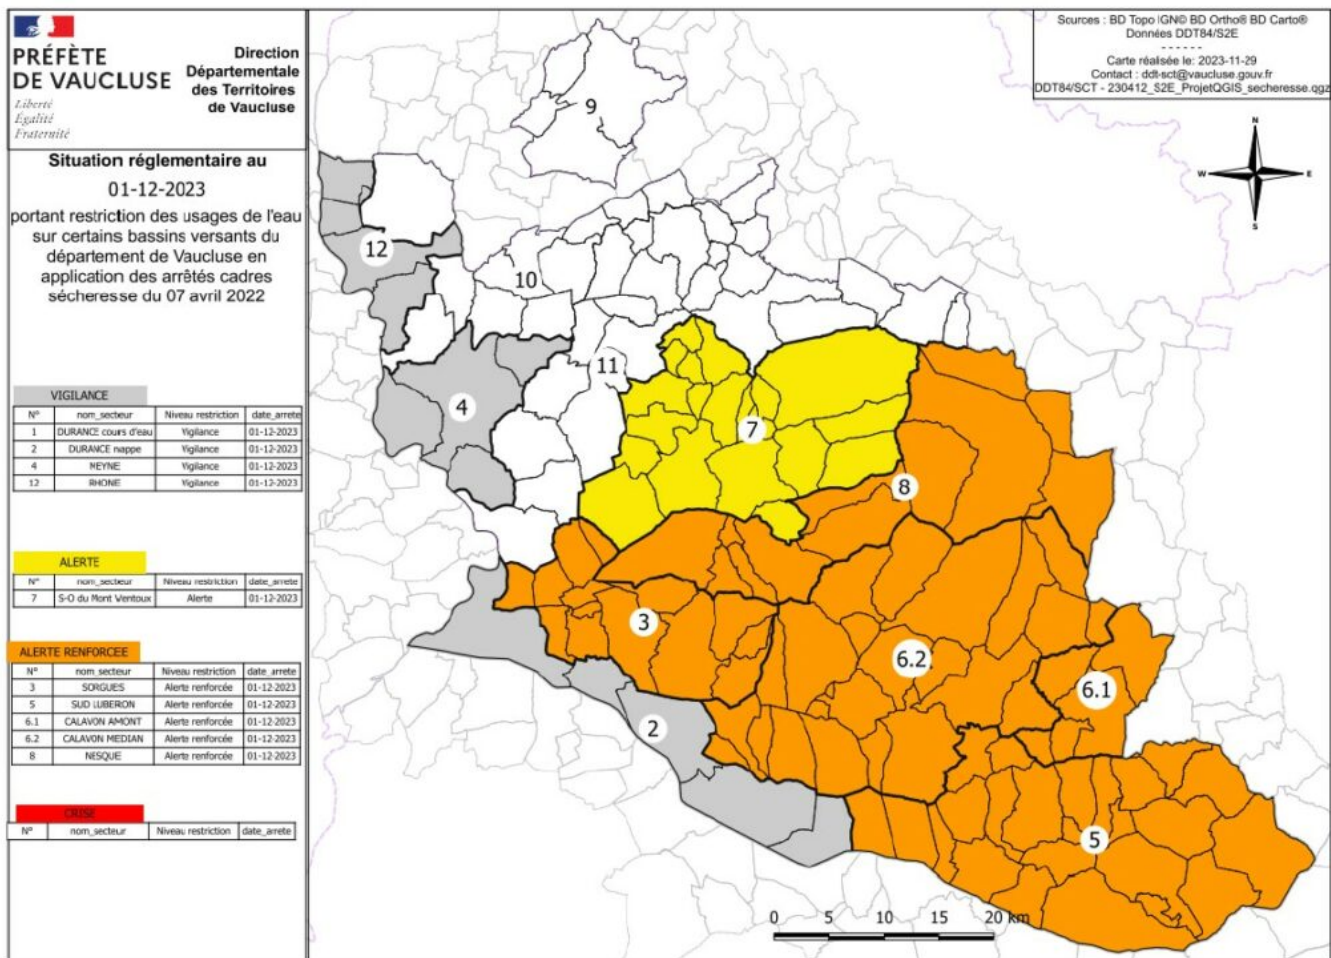 PRÉFÈTE
DE VAUCLUSE
Liberté
Égalité
Fraternité
Direction
Départementale
des Territoires
de Vaucluse
Situation réglementaire au
01-12-2023
portant restriction des usages de l'eau
sur certains bassins versants du
département de Vaucluse en
application des arrêtés cadres
sécheresse du 07 avril 2022
VIGILANCE
N° nom_secteur Niveau restriction date_arrete
1 DURANCE cours d'eau Vigilance 01-12-2023
2 DURANCE nappe Vigilance 01-12-2023
4 MEYNE Vigilance 01-12-2023
12 RHONE Vigilance 01-12-2023
ALERTE
N° nom_secteur Niveau restriction date_arrete
7 S-O du Mont Ventoux Alerte 01-12-2023
ALERTE RENFORCEE
N° nom_secteur Niveau restriction date_arrete
3 SORGUES Alerte renforcée 01-12-2023
5 SUD LUBERON Alerte renforcée 01-12-2023
6.1 CALAVON AMONT Alerte renforcée 01-12-2023
6.2 CALAVON MEDIAN Alerte renforcée 01-12-2023
8 NESQUE Alerte renforcée 01-12-2023
CRISE
N° nom_secteur Niveau restriction date_arrete
Sources : BD Topo IGN© BD Ortho® BD Carto®
Données DDT84/S2E
- - - - - -
Carte réalisée le: 2023-11-29
Contact : ddt-sct@vaucluse.gouv.fr
DDT84/SCT - 230412_S2E_ProjetQGIS_secheresse.qgz
N
W E
S
9
12
10
11
4
7
8
3
6.2
6.1
2
5
0 5 10 15 20 km